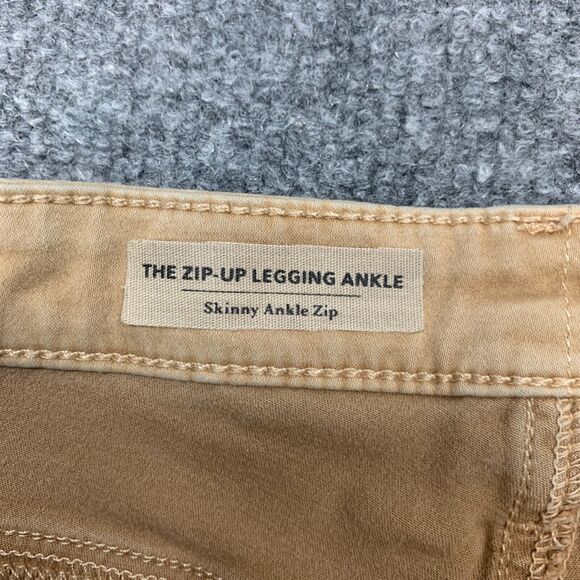 THE ZIP-UP LEGGING ANKLE
Skinny Ankle Zip